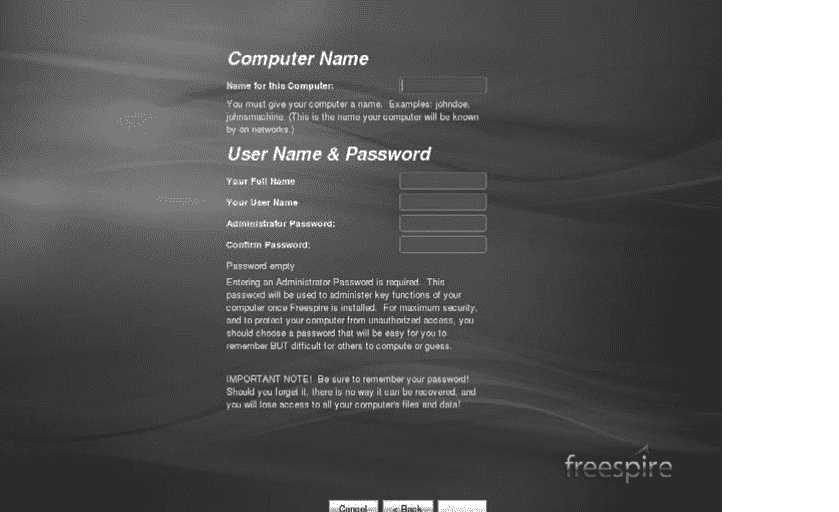 Computer Name
Name for this Computer:
You must give your computer a name. Examples: johndoe,
johnsmachine. (This is the name your computer will be known
by on networks.)
User Name & Password
Your Full Name
Your User Name
Administrator Password:
Confirm Password:
Password empty
Entering an Administrator Password is required. This
password will be used to administer key functions of your
computer once Freespire is installed. For maximum security,
and to protect your computer from unauthorized access, you
should choose a password that will be easy for you to
remember BUT difficult for others to compute or guess.
IMPORTANT NOTE! Be sure to remember your password!
Should you forget it, there is no way it can be recovered, and
you will lose access to all your computer's files and data!
freespire
Cancel < Back